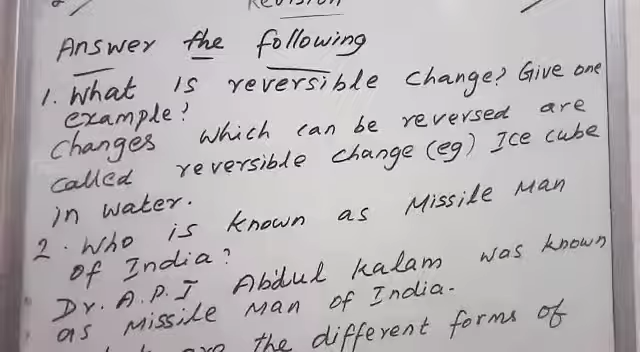 Revision
Answer the following
1. What is reversible change? Give one
example?
Changes which can be reversed are
called reversible change (eg) Ice cube
in water.
2. Who is known as Missile Man
of India?
Dr. A.P.J Abdul Kalam was known
as Missile Man of India.
are the different forms of